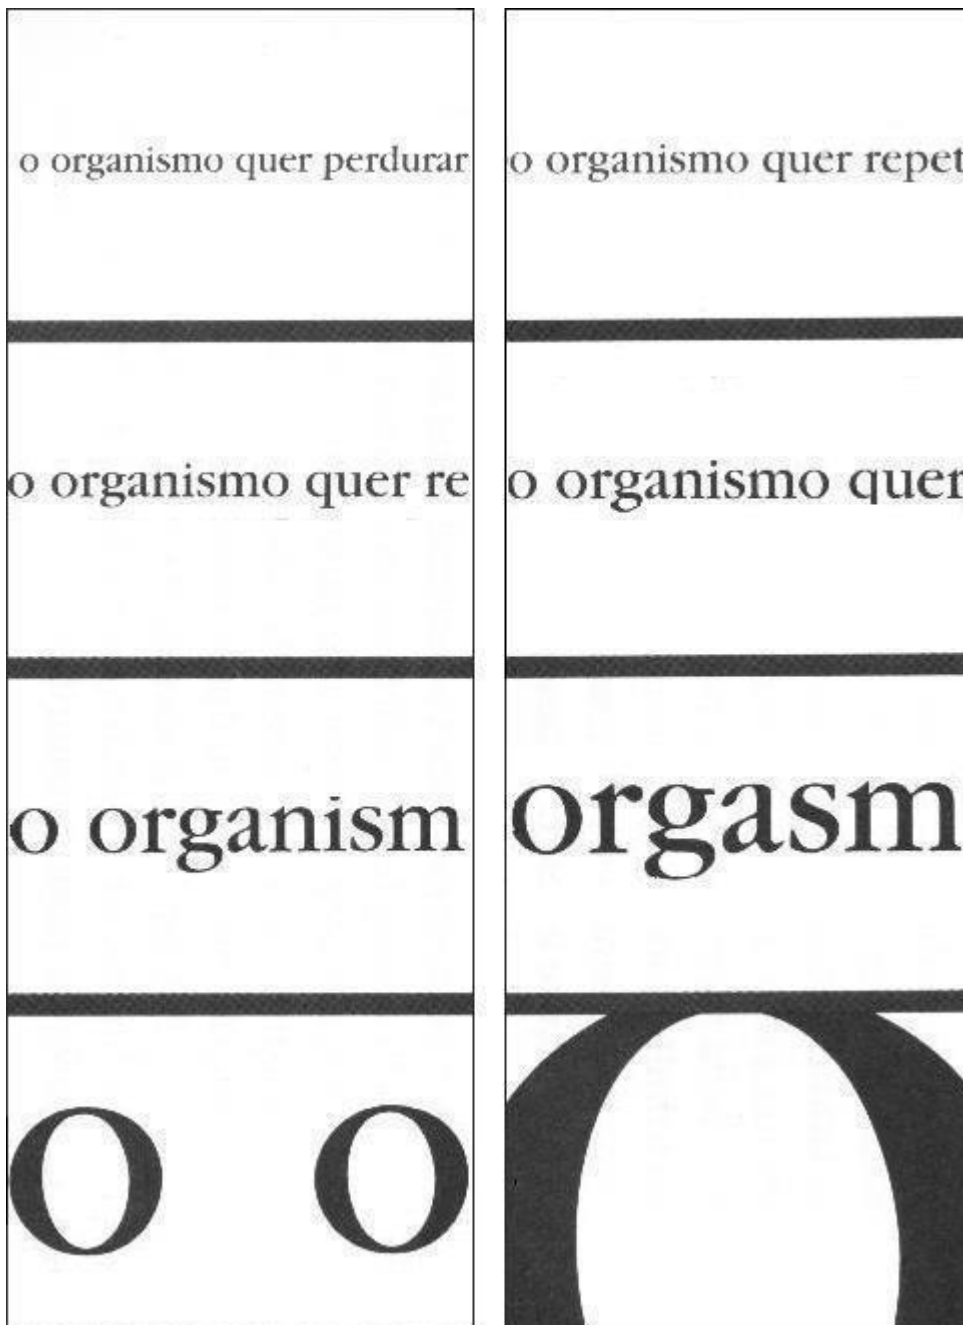 o organismo quer perdurar
o organismo quer repet
o organismo quer re
o organismo quer
o organism
orgasm
o o
o